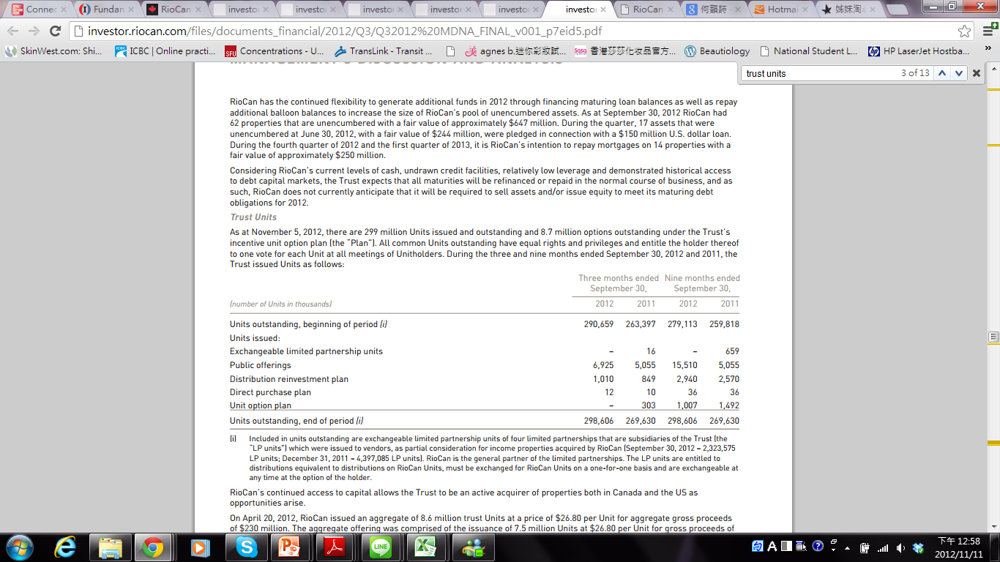 Connec
Fundan
RioCan
investo
investo
investo
investo
investo
investo
RioCan
何韻詩
Hotmai
姊妹淘
investor.riocan.com/files/documents_financial/2012/Q3/Q32012%20MDNA_FINAL_v001_p7eid5.pdf
SkinWest.com: Shi...
ICBC | Online practi...
Concentrations - U...
TransLink - Transit ...
agnes b.迷你彩妝試...
香港莎莎化妆品官方...
Beautiology
National Student L...
HP LaserJet Hostba...
»
trust units 3 of 13
MANAGEMENT'S DISCUSSION AND ANALYSIS
RioCan has the continued flexibility to generate additional funds in 2012 through financing maturing loan balances as well as repay
additional balloon balances to increase the size of RioCan's pool of unencumbered assets. As at September 30, 2012 RioCan had
62 properties that are unencumbered with a fair value of approximately $647 million. During the quarter, 17 assets that were
unencumbered at June 30, 2012, with a fair value of $244 million, were pledged in connection with a $150 million U.S. dollar loan.
During the fourth quarter of 2012 and the first quarter of 2013, it is RioCan's intention to repay mortgages on 14 properties with a
fair value of approximately $250 million.
Considering RioCan's current levels of cash, undrawn credit facilities, relatively low leverage and demonstrated historical access
to debt capital markets, the Trust expects that all maturities will be refinanced or repaid in the normal course of business, and as
such, RioCan does not currently anticipate that it will be required to sell assets and/or issue equity to meet its maturing debt
obligations for 2012.
Trust Units
As at November 5, 2012, there are 299 million Units issued and outstanding and 8.7 million options outstanding under the Trust's
incentive unit option plan (the "Plan"). All common Units outstanding have equal rights and privileges and entitle the holder thereof
to one vote for each Unit at all meetings of Unitholders. During the three and nine months ended September 30, 2012 and 2011, the
Trust issued Units as follows:
Three months ended Nine months ended
September 30, September 30,
(number of Units in thousands) 2012 2011 2012 2011
Units outstanding, beginning of period (i) 290,659 263,397 279,113 259,818
Units issued:
Exchangeable limited partnership units – 16 – 659
Public offerings 6,925 5,055 15,510 5,055
Distribution reinvestment plan 1,010 849 2,940 2,570
Direct purchase plan 12 10 36 36
Unit option plan – 303 1,007 1,492
Units outstanding, end of period (i) 298,606 269,630 298,606 269,630
(i) Included in units outstanding are exchangeable limited partnership units of four limited partnerships that are subsidiaries of the Trust (the
"LP units") which were issued to vendors, as partial consideration for income properties acquired by RioCan (September 30, 2012 – 2,323,575
LP units; December 31, 2011 – 4,397,085 LP units). RioCan is the general partner of the limited partnerships. The LP units are entitled to
distributions equivalent to distributions on RioCan Units, must be exchanged for RioCan Units on a one-for-one basis and are exchangeable at
any time at the option of the holder.
RioCan's continued access to capital allows the Trust to be an active acquirer of properties both in Canada and the US as
opportunities arise.
On April 20, 2012, RioCan issued an aggregate of 8.6 million trust Units at a price of $26.80 per Unit for aggregate gross proceeds
of $230 million. The aggregate offering was comprised of the issuance of 7.5 million Units at $26.80 per Unit for gross proceeds of
LINE
A
下午 12:58
2012/11/11